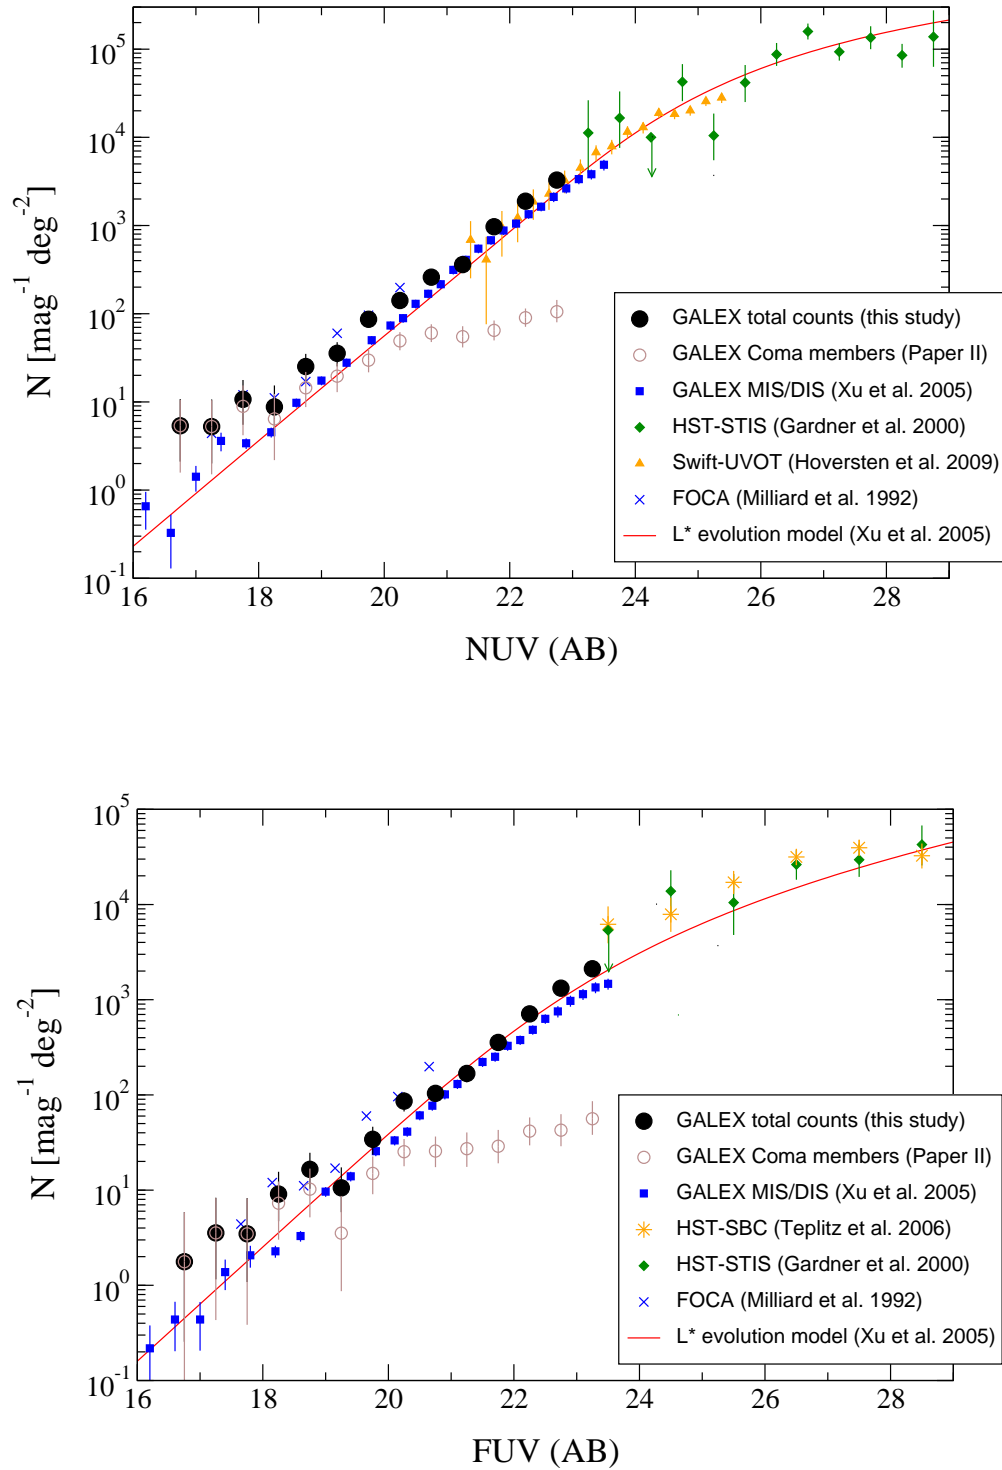 10^5
10^4
10^3
10^2
10^1
10^0
10^-1
N [mag^-1 deg^-2]
GALEX total counts (this study)
GALEX Coma members (Paper II)
GALEX MIS/DIS (Xu et al. 2005)
HST-STIS (Gardner et al. 2000)
Swift-UVOT (Hoversten et al. 2009)
FOCA (Milliard et al. 1992)
L* evolution model (Xu et al. 2005)
16 18 20 22 24 26 28
NUV (AB)
10^5
10^4
10^3
10^2
10^1
10^0
10^-1
N [mag^-1 deg^-2]
GALEX total counts (this study)
GALEX Coma members (Paper II)
GALEX MIS/DIS (Xu et al. 2005)
HST-SBC (Teplitz et al. 2006)
HST-STIS (Gardner et al. 2000)
FOCA (Milliard et al. 1992)
L* evolution model (Xu et al. 2005)
16 18 20 22 24 26 28
FUV (AB)